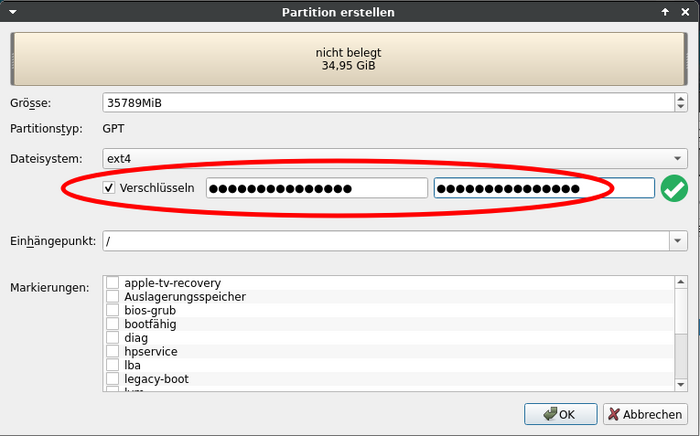 Partition erstellen
nicht belegt
34,95 GiB
Grösse: 35789MiB
Partitionstyp: GPT
Dateisystem: ext4
Verschlüsseln ●●●●●●●●●●●●●●● ●●●●●●●●●●●●●●●
Einhängepunkt: /
Markierungen: apple-tv-recovery
Auslagerungsspeicher
bios-grub
bootfähig
diag
hpservice
lba
legacy-boot
OK Abbrechen